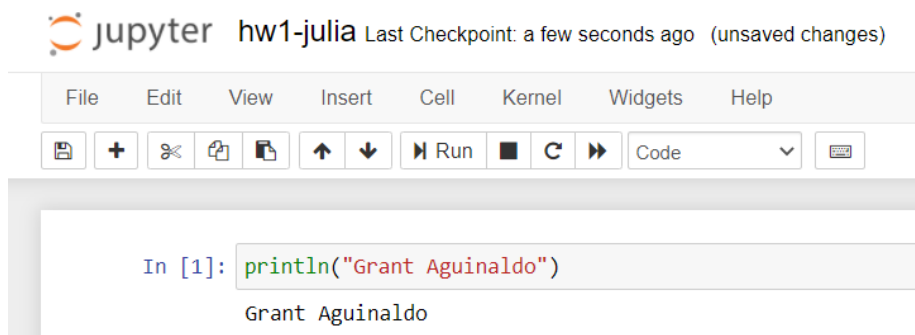 jupyter hw1-julia Last Checkpoint: a few seconds ago (unsaved changes)
File Edit View Insert Cell Kernel Widgets Help
Run Code
In [1]: println("Grant Aguinaldo")
Grant Aguinaldo